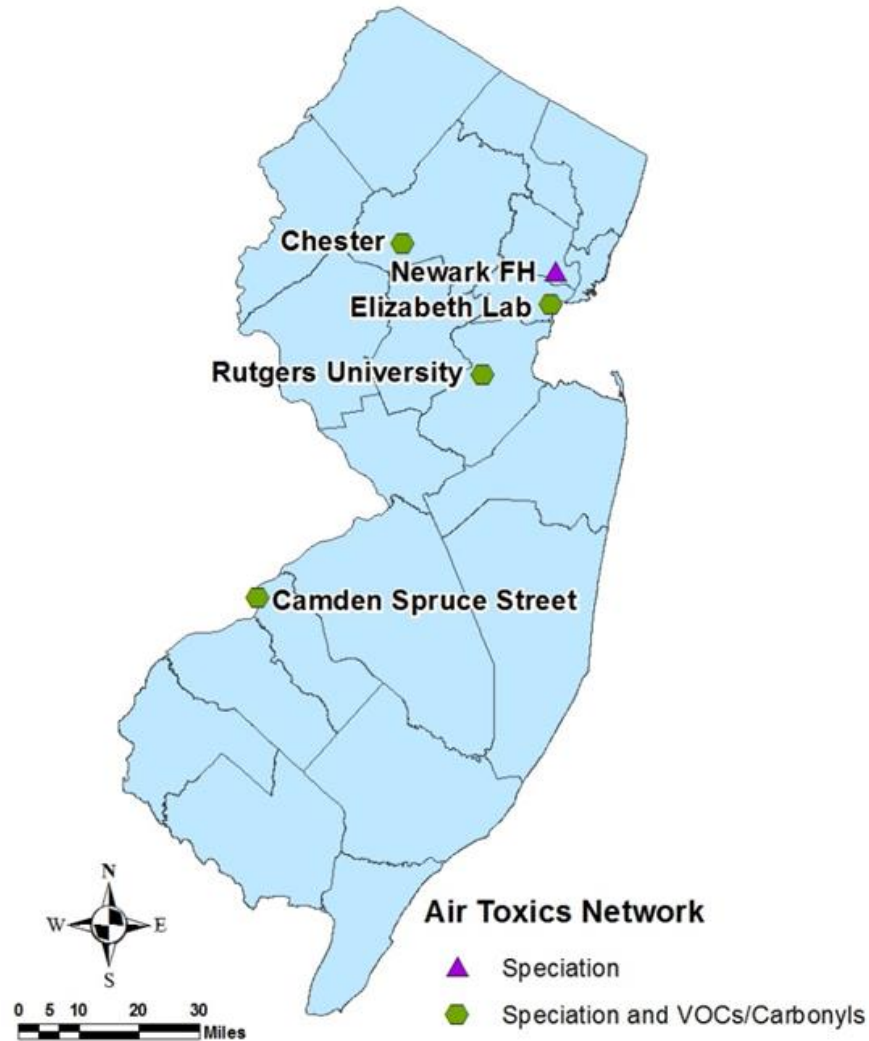 Chester
Newark FH
Elizabeth Lab
Rutgers University
Camden Spruce Street
N
W E
S
Air Toxics Network
Speciation
Speciation and VOCs/Carbonyls
0 5 10 20 30
Miles